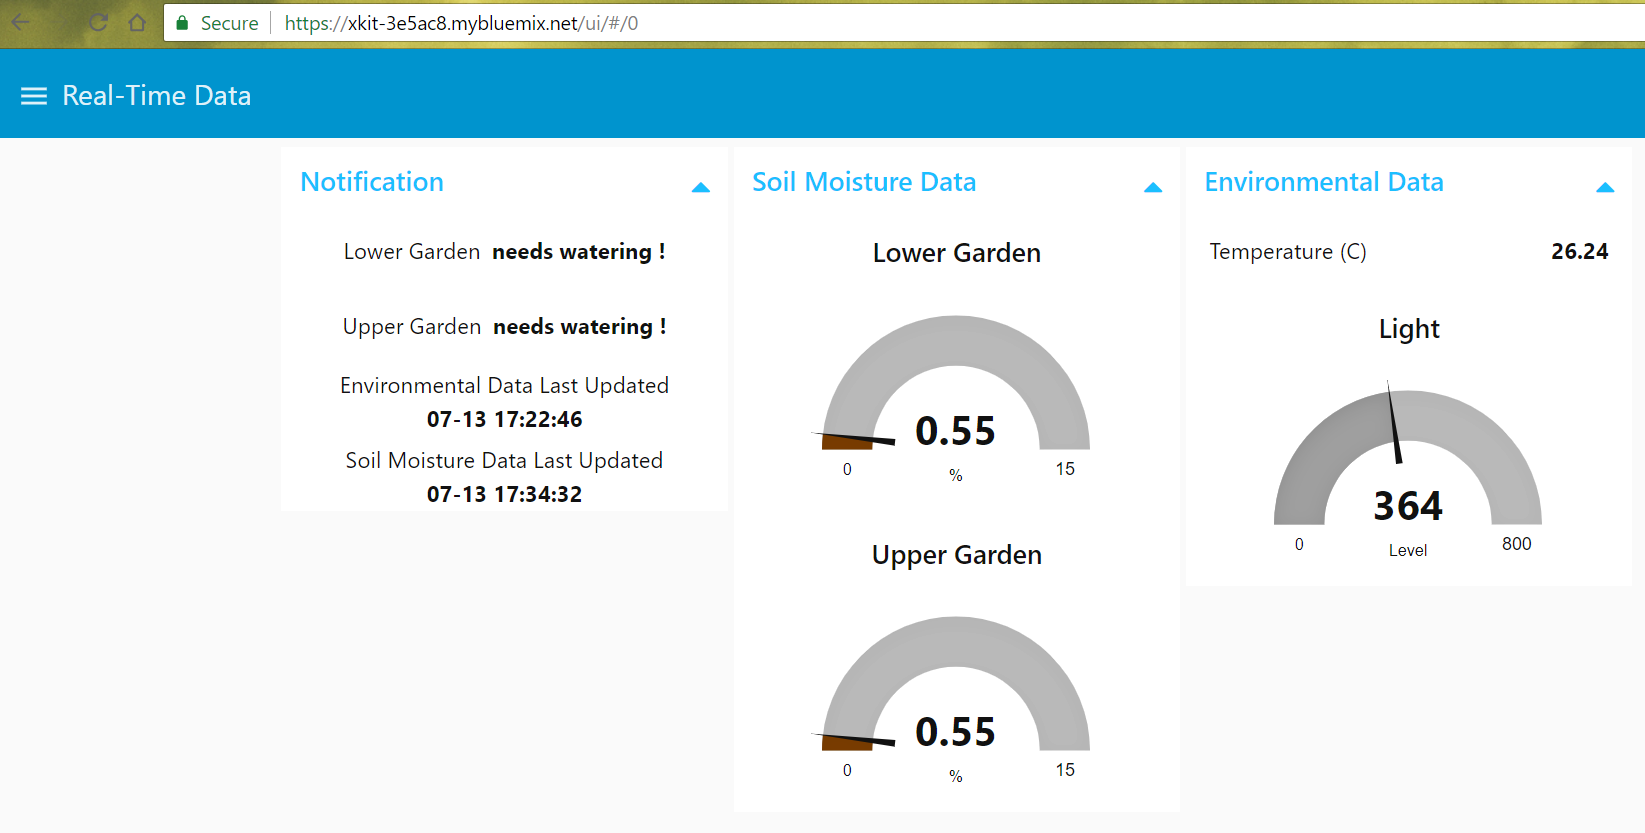 Secure https://xkit-3e5ac8.mybluemix.net/ui/#/0
Real-Time Data
Notification
Lower Garden needs watering !
Upper Garden needs watering !
Environmental Data Last Updated
07-13 17:22:46
Soil Moisture Data Last Updated
07-13 17:34:32
Soil Moisture Data
Lower Garden
0.55
0 % 15
Upper Garden
0.55
0 % 15
Environmental Data
Temperature (C) 26.24
Light
364
0 Level 800